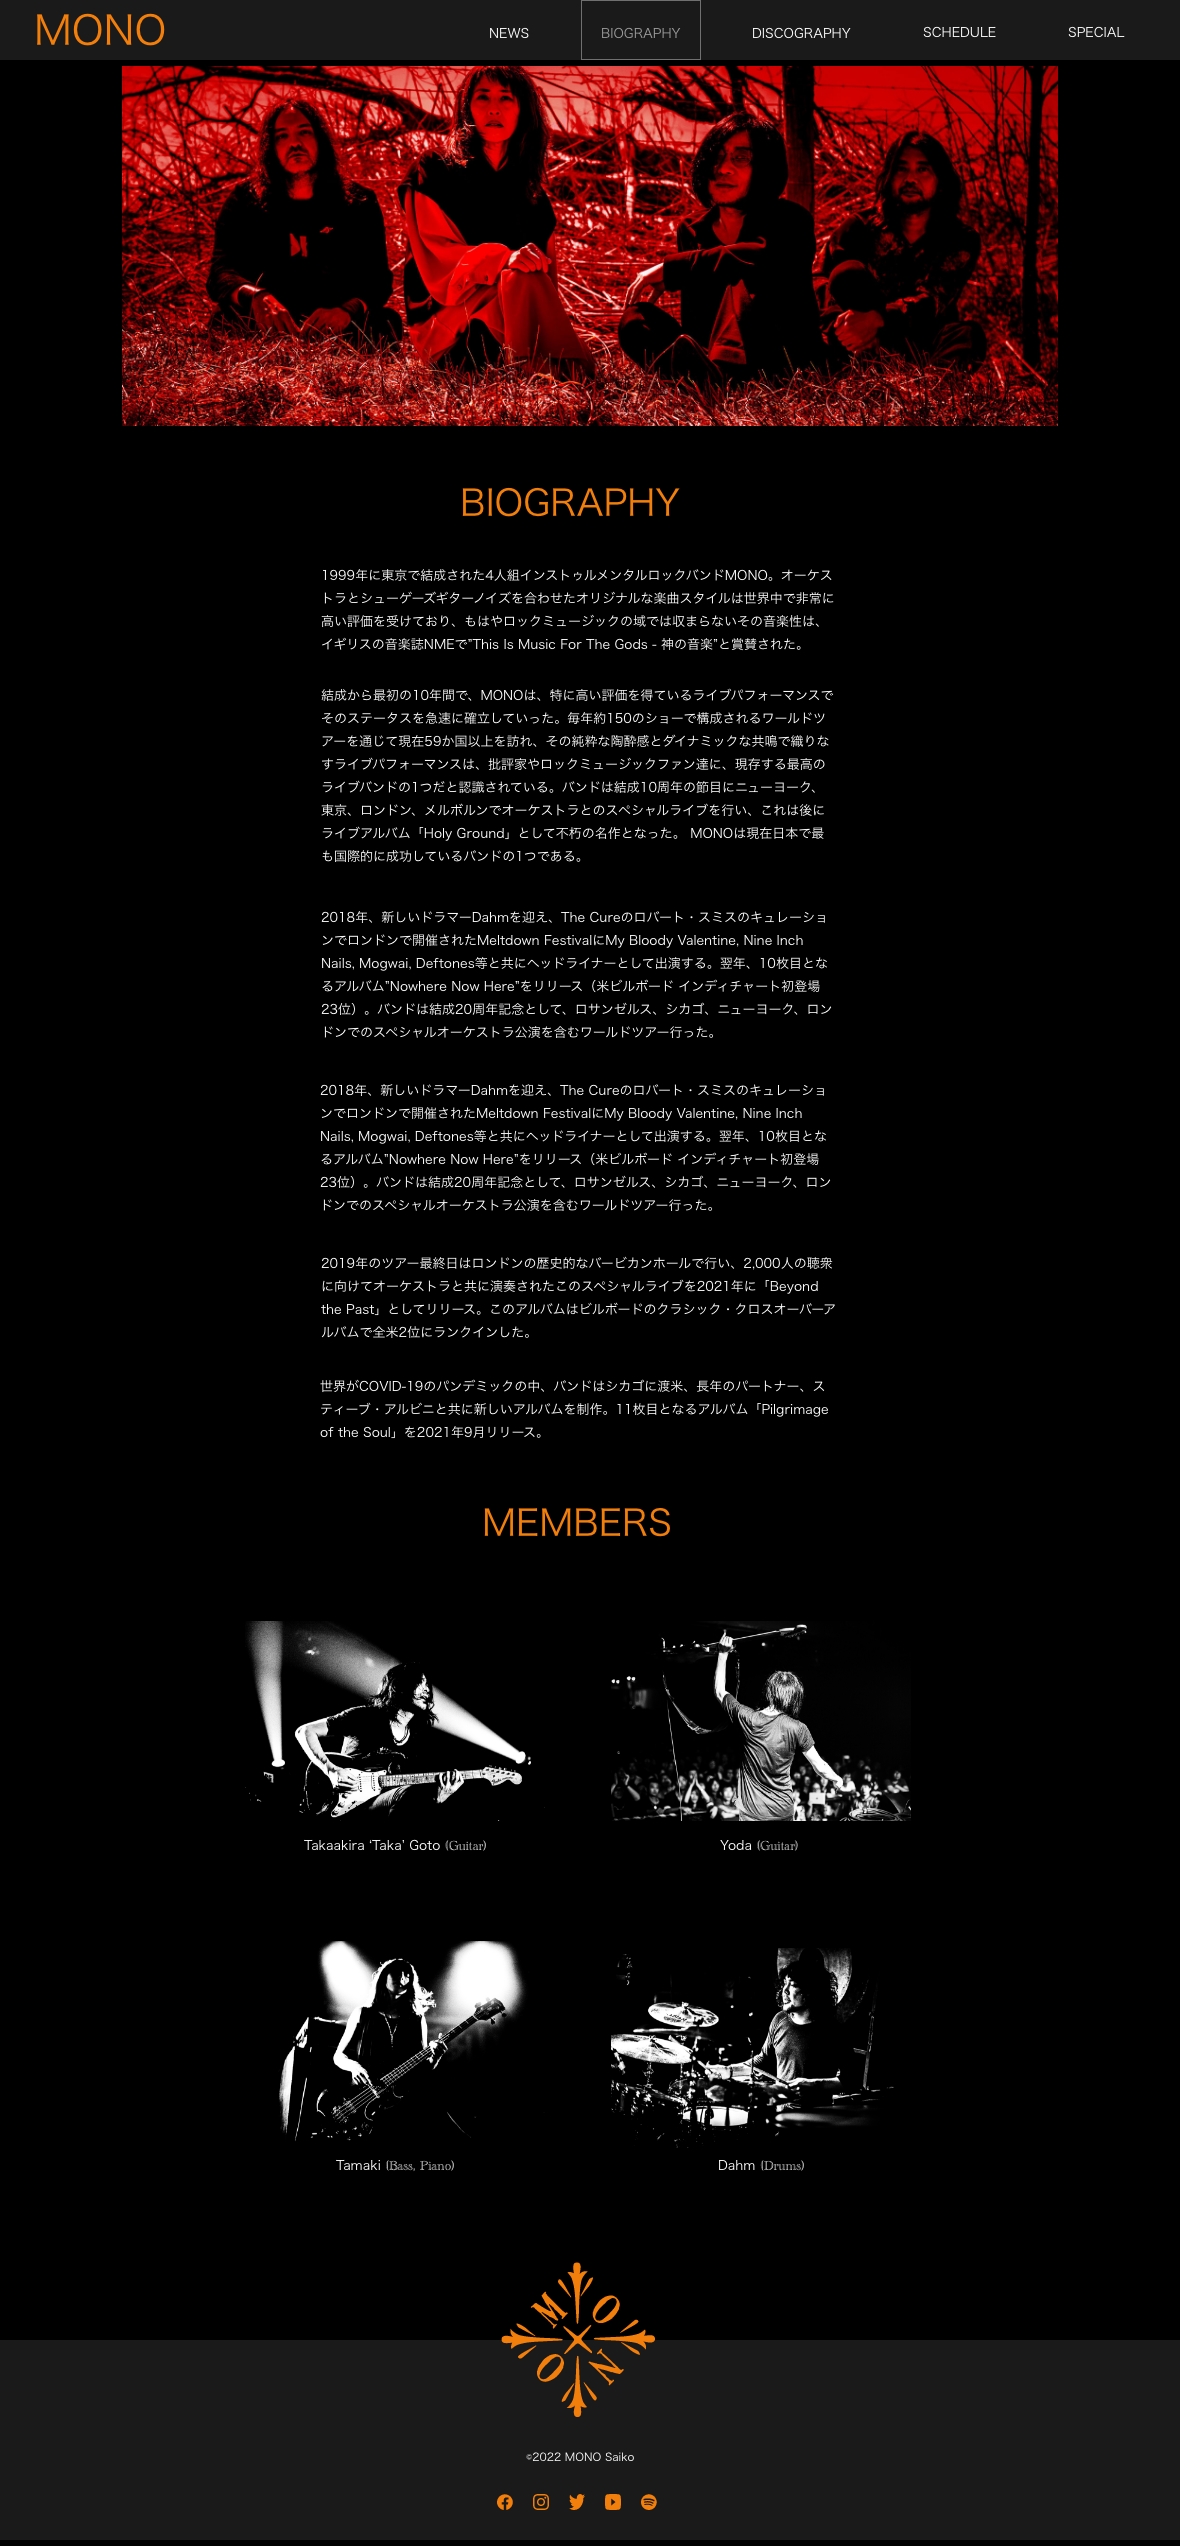 MONO
NEWS
BIOGRAPHY
DISCOGRAPHY
SCHEDULE
SPECIAL
BIOGRAPHY
1999年に東京で結成された4人組インストゥルメンタルロックバンドMONO。オーケス
トラとシューゲーズギターノイズを合わせたオリジナルな楽曲スタイルは世界中で非常に
高い評価を受けており、もはやロックミュージックの域では収まらないその音楽性は、
イギリスの音楽誌NMEで”This Is Music For The Gods - 神の音楽”と賞賛された。
結成から最初の10年間で、MONOは、特に高い評価を得ているライブパフォーマンスで
そのステータスを急速に確立していった。毎年約150のショーで構成されるワールドツ
アーを通じて現在59か国以上を訪れ、その純粋な陶酔感とダイナミックな共鳴で織りな
すライブパフォーマンスは、批評家やロックミュージックファン達に、現存する最高の
ライブバンドの1つだと認識されている。バンドは結成10周年の節目にニューヨーク、
東京、ロンドン、メルボルンでオーケストラとのスペシャルライブを行い、これは後に
ライブアルバム「Holy Ground」として不朽の名作となった。 MONOは現在日本で最
も国際的に成功しているバンドの1つである。
2018年、新しいドラマーDahmを迎え、The Cureのロバート・スミスのキュレーショ
ンでロンドンで開催されたMeltdown FestivalにMy Bloody Valentine, Nine Inch
Nails, Mogwai, Deftones等と共にヘッドライナーとして出演する。翌年、10枚目とな
るアルバム”Nowhere Now Here”をリリース（米ビルボード インディチャート初登場
23位）。バンドは結成20周年記念として、ロサンゼルス、シカゴ、ニューヨーク、ロン
ドンでのスペシャルオーケストラ公演を含むワールドツアー行った。
2018年、新しいドラマーDahmを迎え、The Cureのロバート・スミスのキュレーショ
ンでロンドンで開催されたMeltdown FestivalにMy Bloody Valentine, Nine Inch
Nails, Mogwai, Deftones等と共にヘッドライナーとして出演する。翌年、10枚目とな
るアルバム”Nowhere Now Here”をリリース（米ビルボード インディチャート初登場
23位）。バンドは結成20周年記念として、ロサンゼルス、シカゴ、ニューヨーク、ロン
ドンでのスペシャルオーケストラ公演を含むワールドツアー行った。
2019年のツアー最終日はロンドンの歴史的なバービカンホールで行い、2,000人の聴衆
に向けてオーケストラと共に演奏されたこのスペシャルライブを2021年に「Beyond
the Past」としてリリース。このアルバムはビルボードのクラシック・クロスオーバーア
ルバムで全米2位にランクインした。
世界がCOVID-19のパンデミックの中、バンドはシカゴに渡米、長年のパートナー、ス
ティーブ・アルビニと共に新しいアルバムを制作。11枚目となるアルバム「Pilgrimage
of the Soul」を2021年9月リリース。
MEMBERS
Takaakira ‘Taka’ Goto (Guitar)
Yoda (Guitar)
Tamaki (Bass, Piano)
Dahm (Drums)
M O
O N
©2022 MONO Saiko